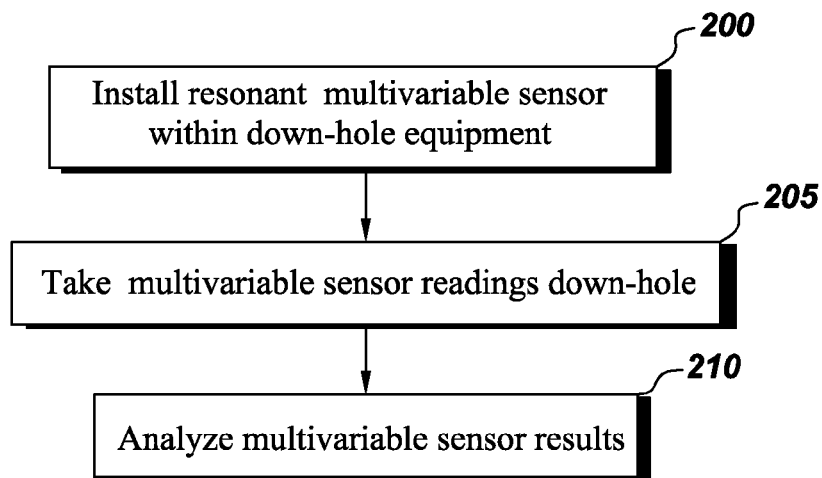 200
Install resonant multivariable sensor
within down-hole equipment
205
Take multivariable sensor readings down-hole
210
Analyze multivariable sensor results